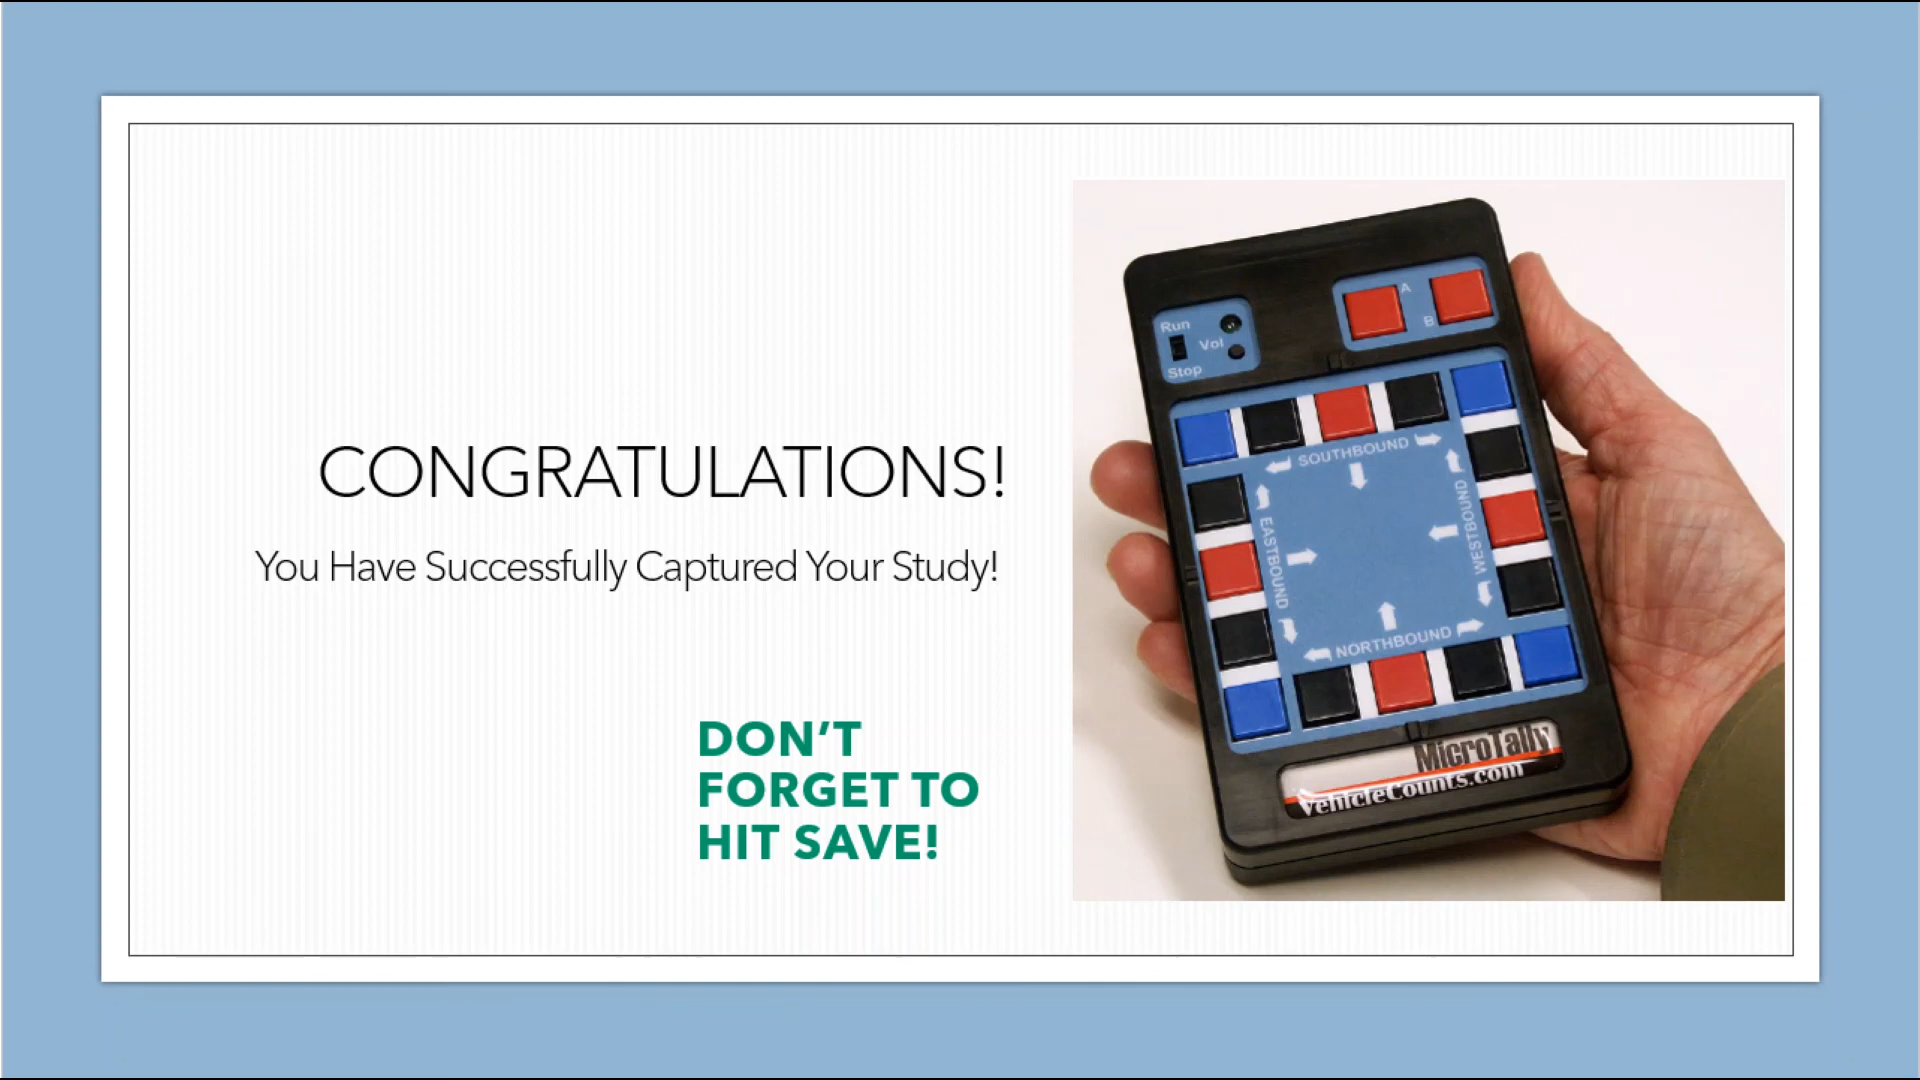 CONGRATULATIONS!
You Have Successfully Captured Your Study!
DON'T
FORGET TO
HIT SAVE!
Run
Vol
Stop
A
B
SOUTHBOUND
EASTBOUND
WESTBOUND
NORTHBOUND
MicroTally
VehicleCounts.com